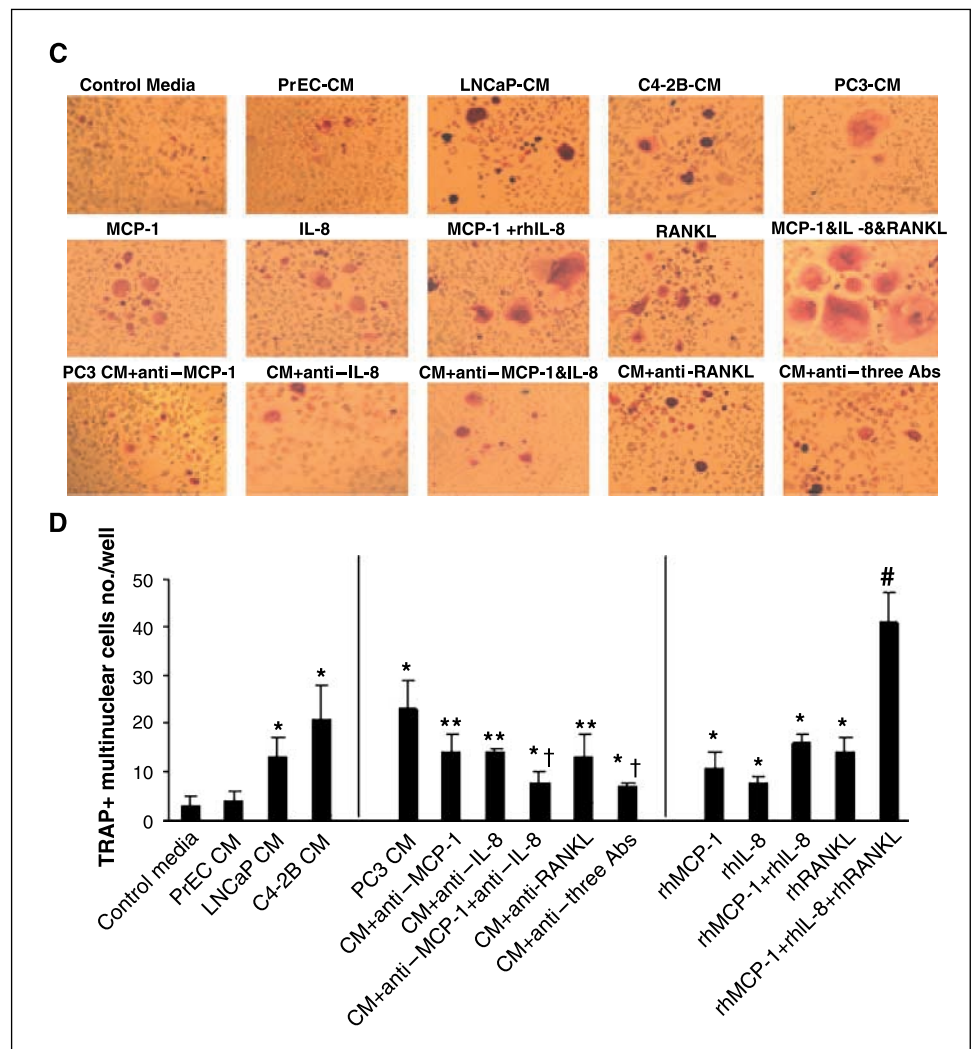 C
Control Media PrEC-CM LNCaP-CM C4-2B-CM PC3-CM
MCP-1 IL-8 MCP-1 +rhIL-8 RANKL MCP-1&IL -8&RANKL
PC3 CM+anti–MCP-1 CM+anti–IL-8 CM+anti–MCP-1&IL-8 CM+anti-RANKL CM+anti–three Abs
D
TRAP+ multinuclear cells no./well
50
40
30
20
10
0
* * * ** ** * † ** * † * * * * #
Control media
PrEC CM
LNCaP CM
C4-2B CM
PC3 CM
CM+anti–MCP-1
CM+anti–IL-8
CM+anti–MCP-1+anti–IL-8
CM+anti-RANKL
CM+anti–three Abs
rhMCP-1
rhIL-8
rhMCP-1+rhIL-8
rhRANKL
rhMCP-1+rhIL-8+rhRANKL